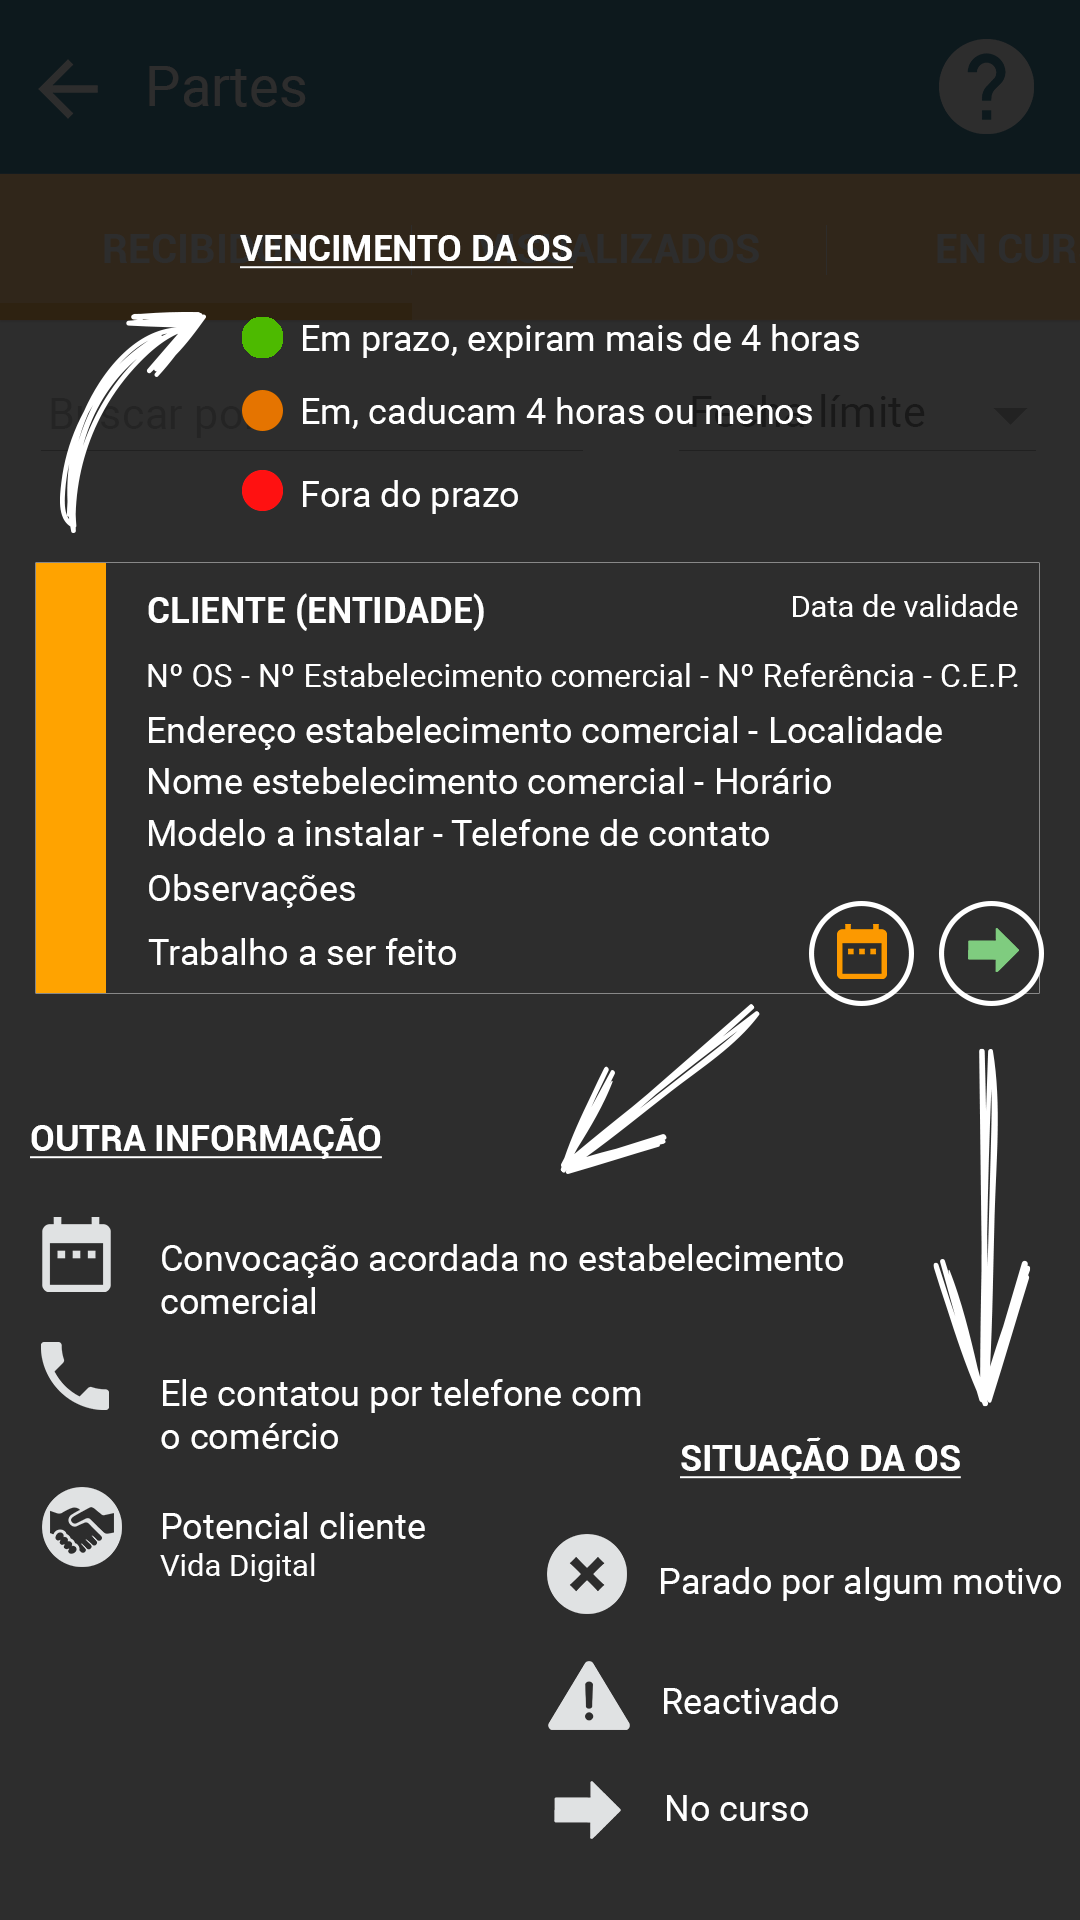 Partes
RECIBI
ALIZADOS
EN CUR
VENCIMENTO DA OS
Em prazo, expiram mais de 4 horas
Buscar po
Fecha límite
Em, caducam 4 horas ou menos
Fora do prazo
CLIENTE (ENTIDADE)
Data de validade
Nº OS - Nº Estabelecimento comercial - Nº Referência - C.E.P.
Endereço estabelecimento comercial - Localidade
Nome estebelecimento comercial - Horário
Modelo a instalar - Telefone de contato
Observações
Trabalho a ser feito
OUTRA INFORMAÇÃO
Convocação acordada no estabelecimento
comercial
Ele contatou por telefone com
o comércio
Potencial cliente
Vida Digital
SITUAÇÃO DA OS
Parado por algum motivo
Reactivado
No curso